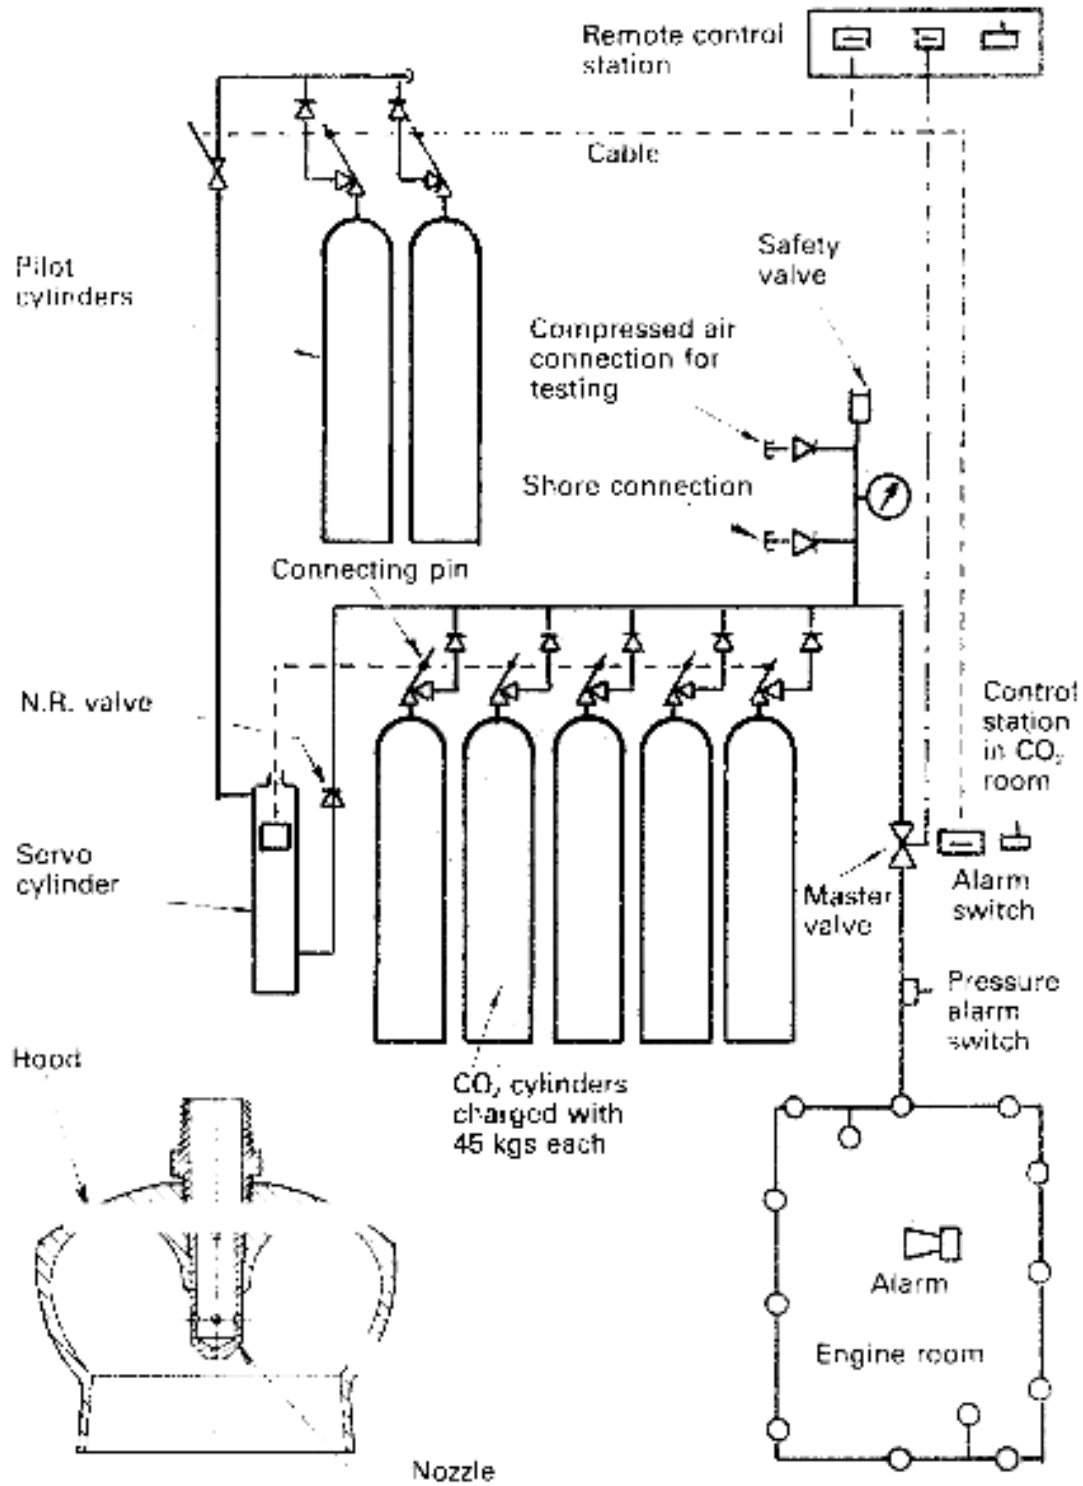 Remote control
station
Cable
Pilot
cylinders
Safety
valve
Compressed air
connection for
testing
Shore connection
Connecting pin
N.R. valve
Control
station
in CO₂
room
Servo
cylinder
Master
valve
Alarm
switch
Pressure
alarm
switch
Hood
CO₂ cylinders
charged with
45 kgs each
Alarm
Engine room
Nozzle